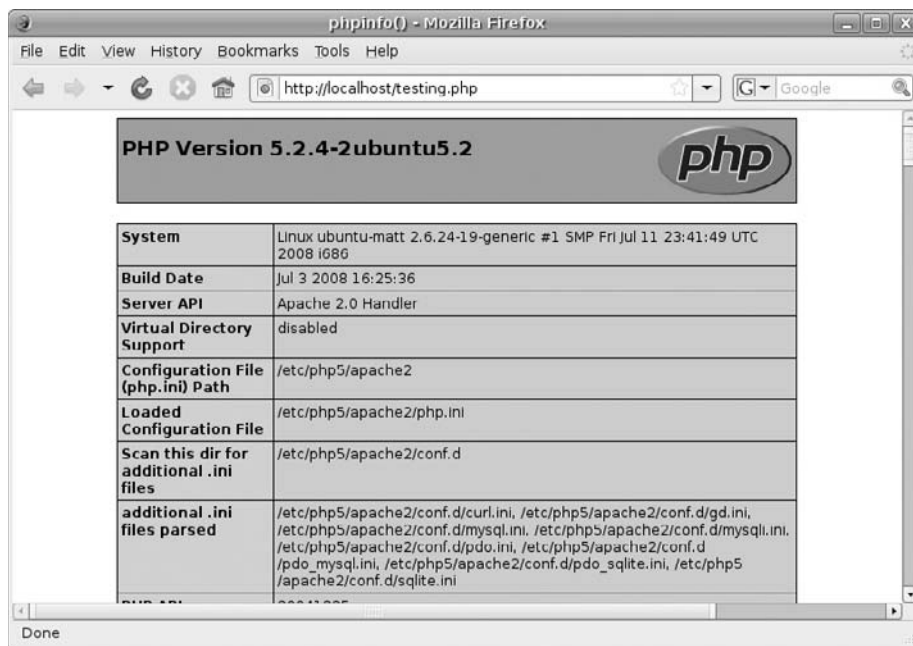 phpinfo() - Mozilla Firefox
File Edit View History Bookmarks Tools Help
http://localhost/testing.php
G Google
PHP Version 5.2.4-2ubuntu5.2
php
System Linux ubuntu-matt 2.6.24-19-generic #1 SMP Fri Jul 11 23:41:49 UTC
2008 i686
Build Date Jul 3 2008 16:25:36
Server API Apache 2.0 Handler
Virtual Directory disabled
Support
Configuration File /etc/php5/apache2
(php.ini) Path
Loaded /etc/php5/apache2/php.ini
Configuration File
Scan this dir for /etc/php5/apache2/conf.d
additional .ini
files
additional .ini /etc/php5/apache2/conf.d/curl.ini, /etc/php5/apache2/conf.d/gd.ini,
files parsed /etc/php5/apache2/conf.d/mysql.ini, /etc/php5/apache2/conf.d/mysqli.ini,
/etc/php5/apache2/conf.d/pdo.ini, /etc/php5/apache2/conf.d
/pdo_mysql.ini, /etc/php5/apache2/conf.d/pdo_sqlite.ini, /etc/php5
/apache2/conf.d/sqlite.ini
Done